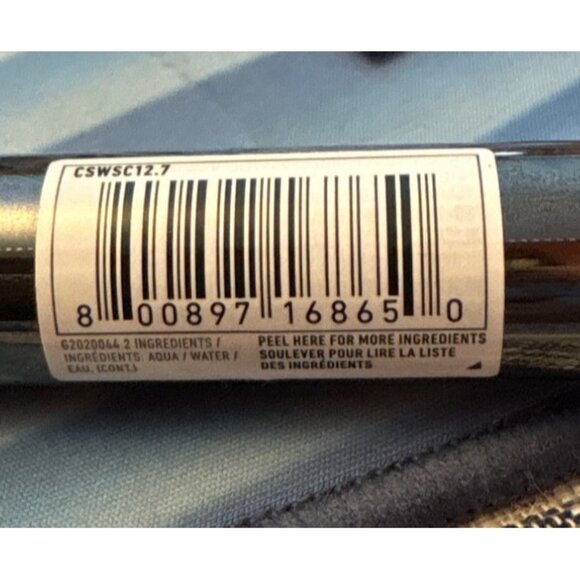 CSWSC12.7
8 00897 16865 0
G2020044 2 INGREDIENTS /
INGRÉDIENTS: AQUA / WATER /
EAU, (CONT.)
PEEL HERE FOR MORE INGREDIENTS
SOULEVER POUR LIRE LA LISTE
DES INGRÉDIENTS